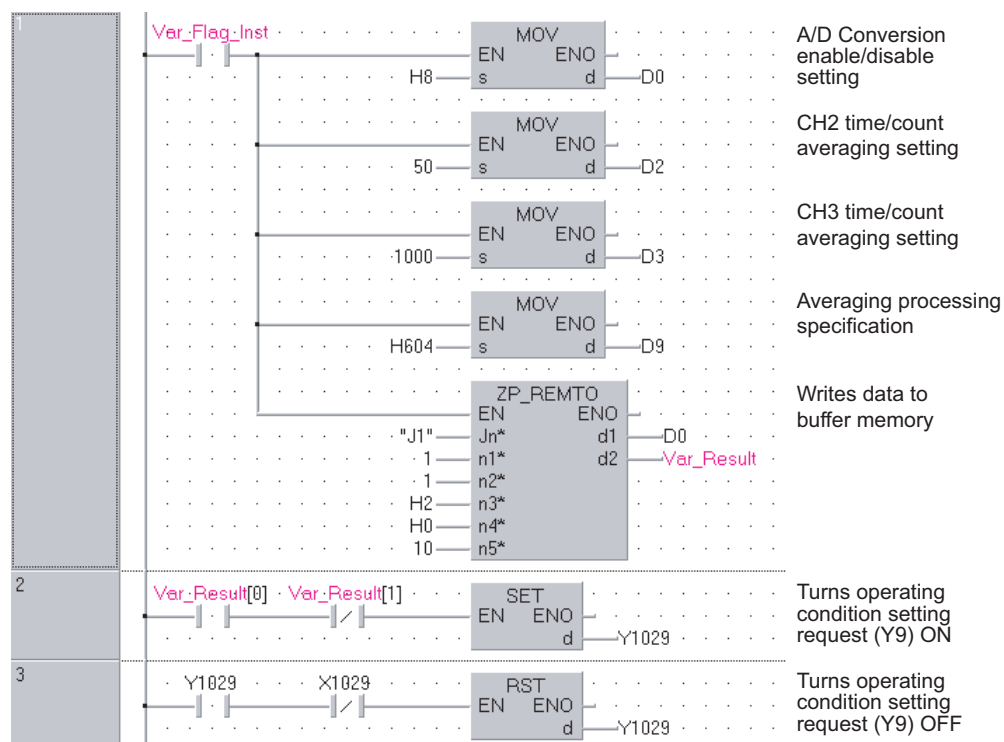 1
Var_Flag_Inst
MOV
EN ENO
H8 s d D0
A/D Conversion
enable/disable
setting
MOV
EN ENO
50 s d D2
CH2 time/count
averaging setting
MOV
EN ENO
1000 s d D3
CH3 time/count
averaging setting
MOV
EN ENO
H604 s d D9
Averaging processing
specification
ZP_REMTO
EN ENO
"J1" Jn* d1 D0
1 n1* d2 Var_Result
1 n2*
H2 n3*
H0 n4*
10 n5*
Writes data to
buffer memory
2
Var_Result[0] Var_Result[1]
SET
EN ENO
d Y1029
Turns operating
condition setting
request (Y9) ON
3
Y1029 X1029
RST
EN ENO
d Y1029
Turns operating
condition setting
request (Y9) OFF